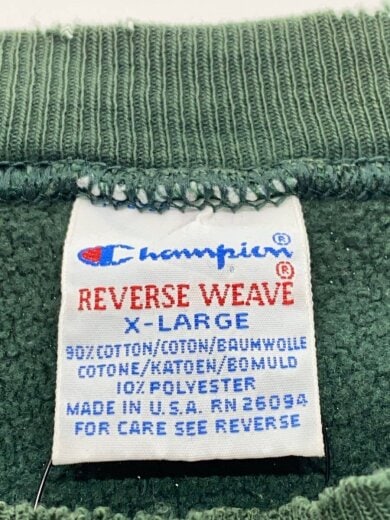 Champion®
REVERSE WEAVE®
X-LARGE
90% COTTON/COTON/BAUMWOLLE
COTONE/KATOEN/BOMULD
10% POLYESTER
MADE IN U.S.A. RN 26094
FOR CARE SEE REVERSE